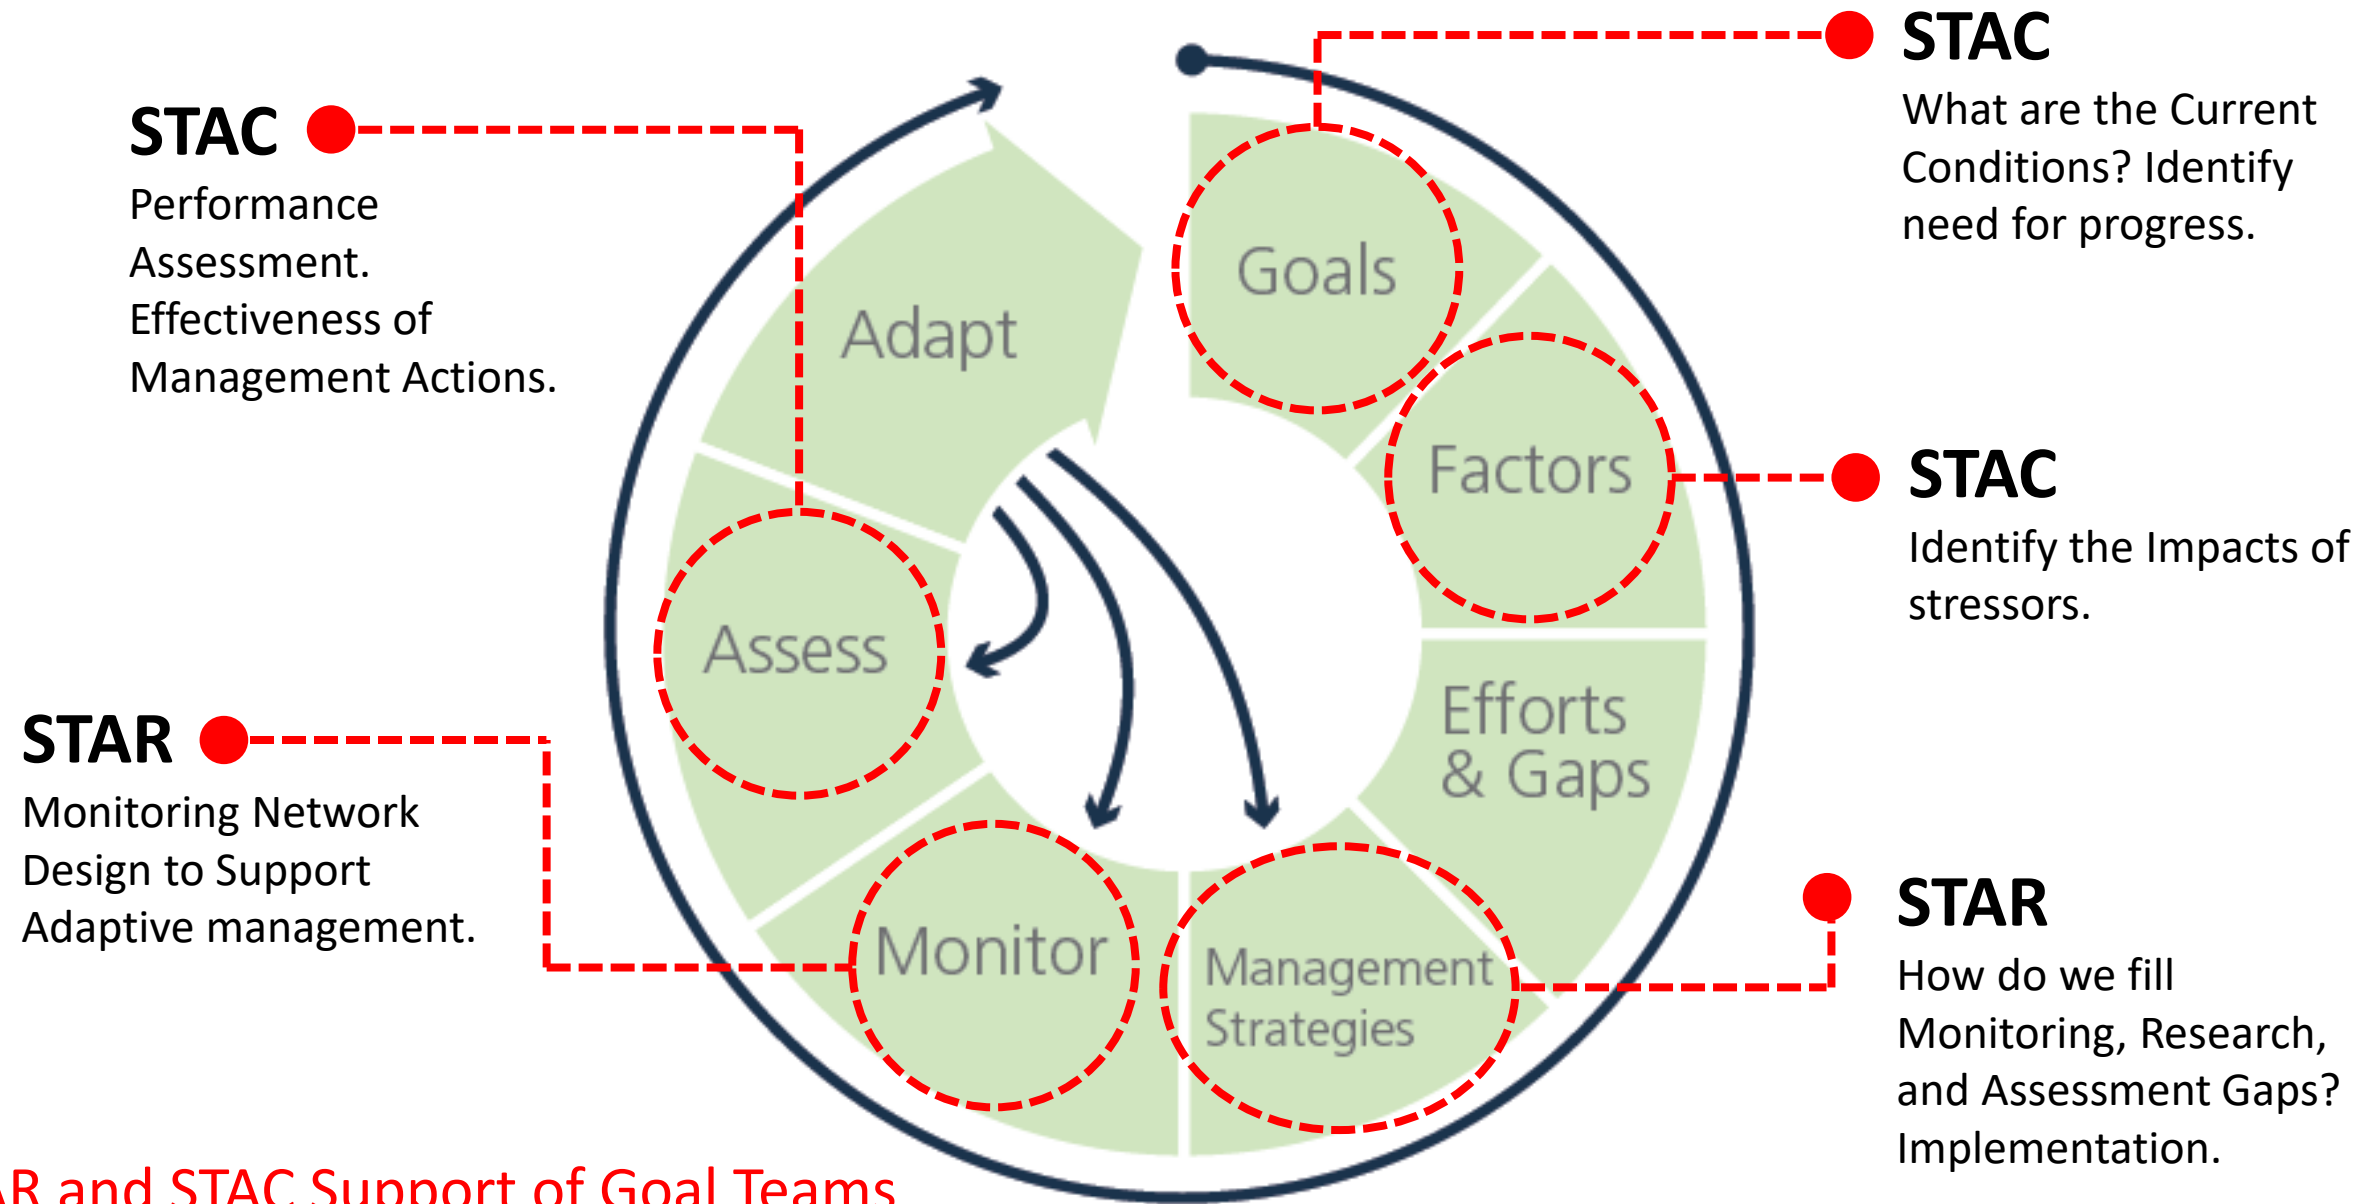 STAC
What are the Current
Conditions? Identify
need for progress.
STAC
Performance
Assessment.
Effectiveness of
Management Actions.
Goals
Adapt
Factors
STAC
Identify the Impacts of
stressors.
Assess
Efforts
& Gaps
STAR
Monitoring Network
Design to Support
Adaptive management.
Monitor
Management
Strategies
STAR
How do we fill
Monitoring, Research,
and Assessment Gaps?
Implementation.
and STAC Support of Goal Teams